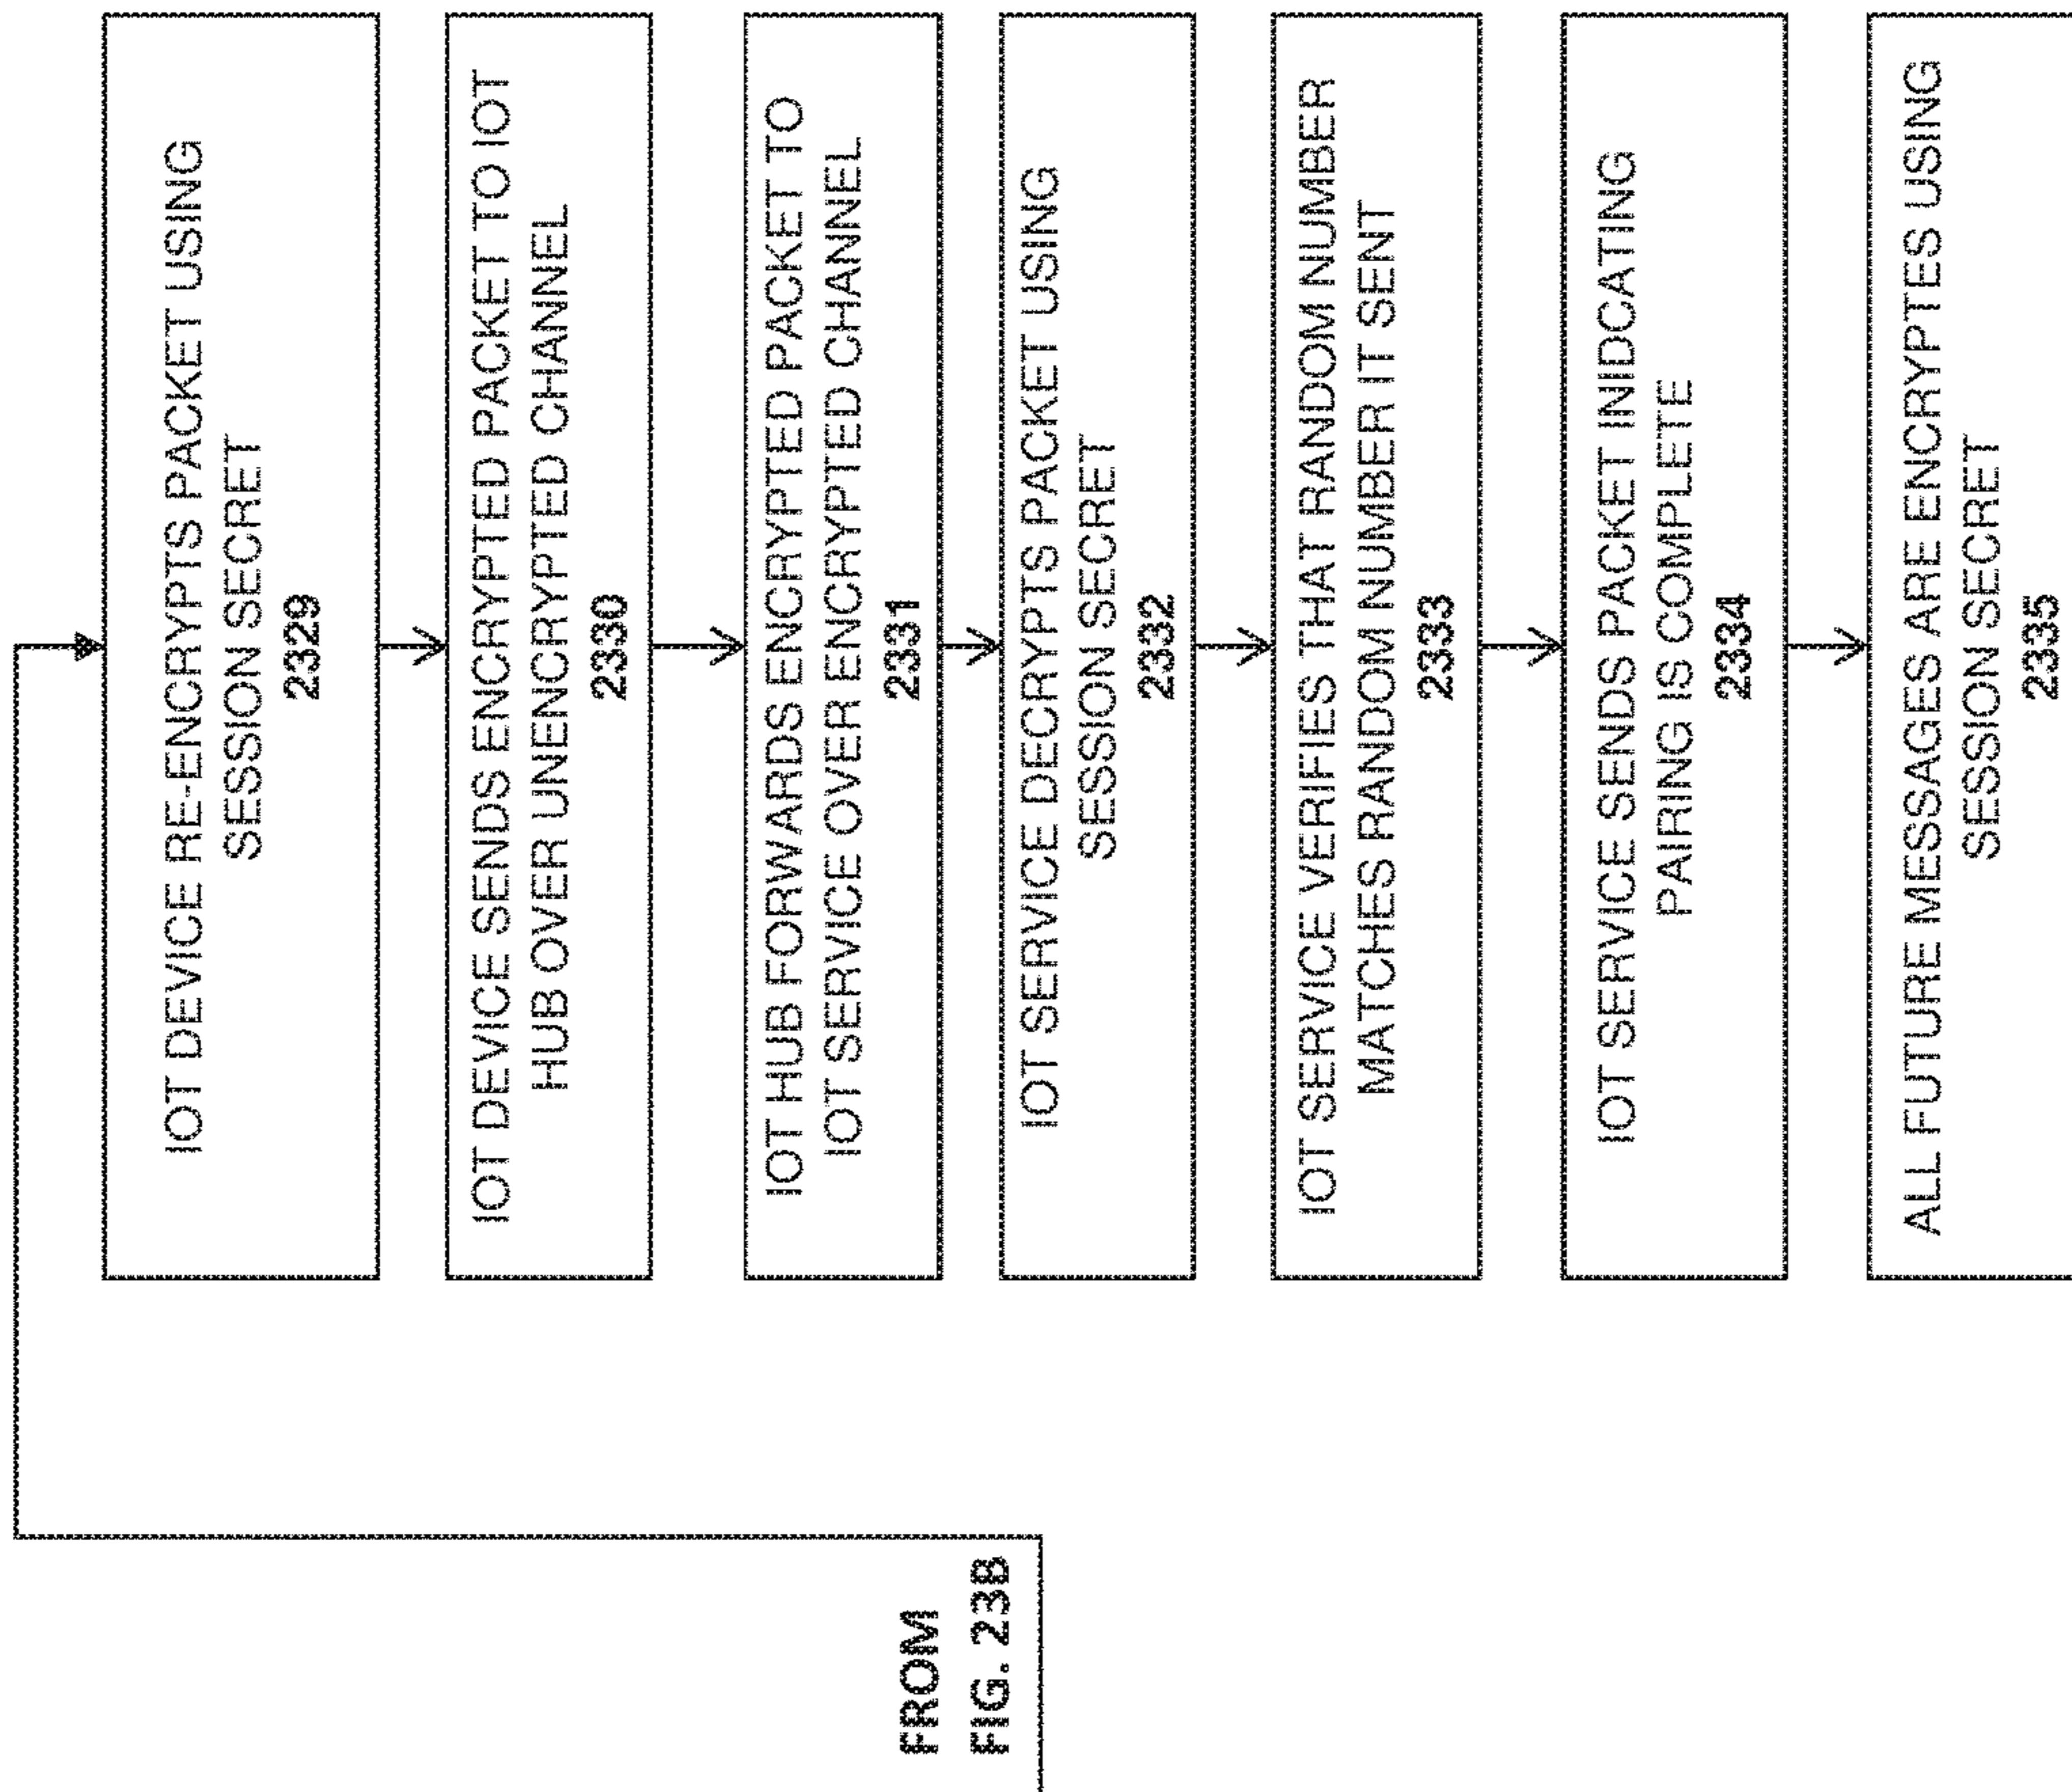 FROM
FIG. 23B
IOT DEVICE RE-ENCRYPTS PACKET USING
SESSION SECRET
2329
IOT DEVICE SENDS ENCRYPTED PACKET TO IOT
HUB OVER UNENCRYPTED CHANNEL
2330
IOT HUB FORWARDS ENCRYPTED PACKET TO
IOT SERVICE OVER ENCRYPTED CHANNEL
2331
IOT SERVICE DECRYPTS PACKET USING
SESSION SECRET
2332
IOT SERVICE VERIFIES THAT RANDOM NUMBER
MATCHES RANDOM NUMBER IT SENT
2333
IOT SERVICE SENDS PACKET INIDCATING
PAIRING IS COMPLETE
2334
ALL FUTURE MESSAGES ARE ENCRYPTES USING
SESSION SECRET
2335